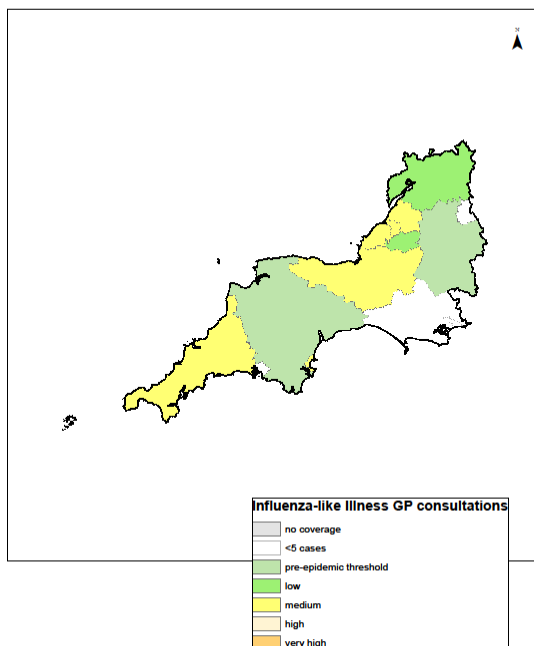 N
Influenza-like Illness GP consultations
no coverage
<5 cases
pre-epidemic threshold
low
medium
high
very high